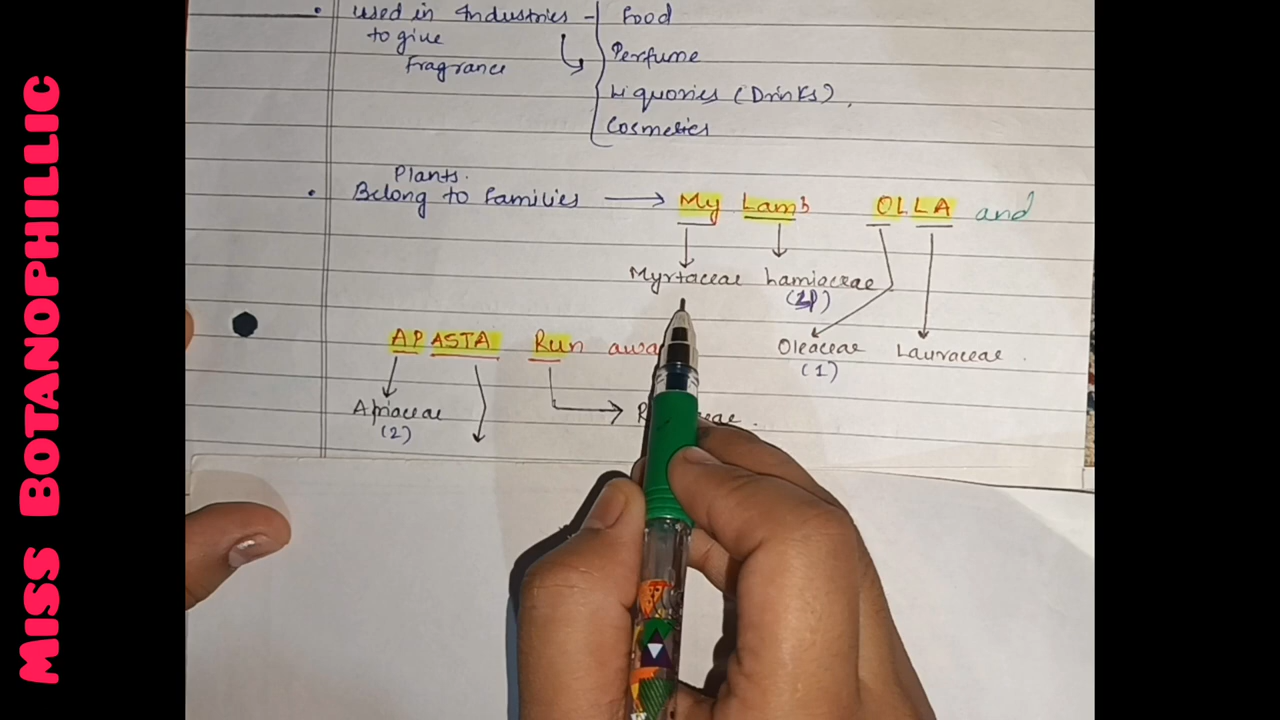 MISS BOTANOPHILLIC
• used in Industries - Food
to give
Fragrance
Perfume
Liquories (Drinks).
Cosmetics
Plants.
• Belong to Families → My Lamb OLLA and
Myrtaceae Lamiaceae
Oleaceae Lauraceae.
(1)
APASTA Run
Apiaceae
(2)